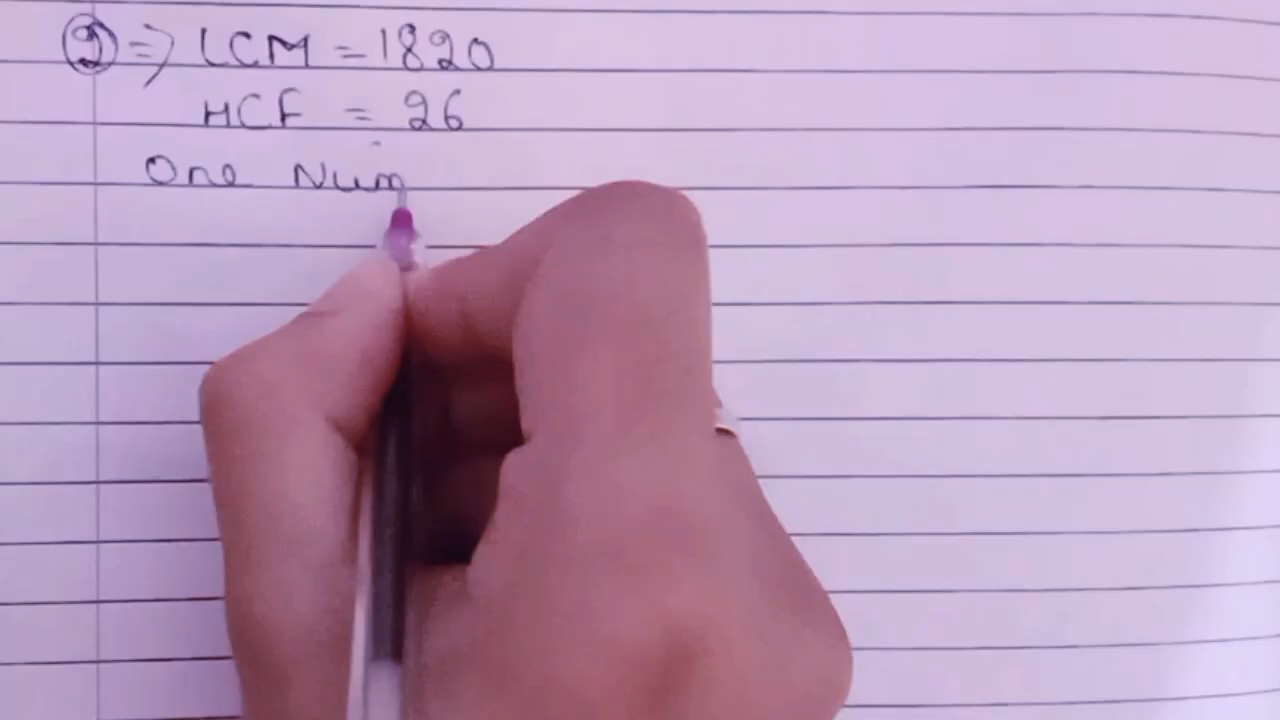 ② => LCM = 1820
HCF = 26
One Num